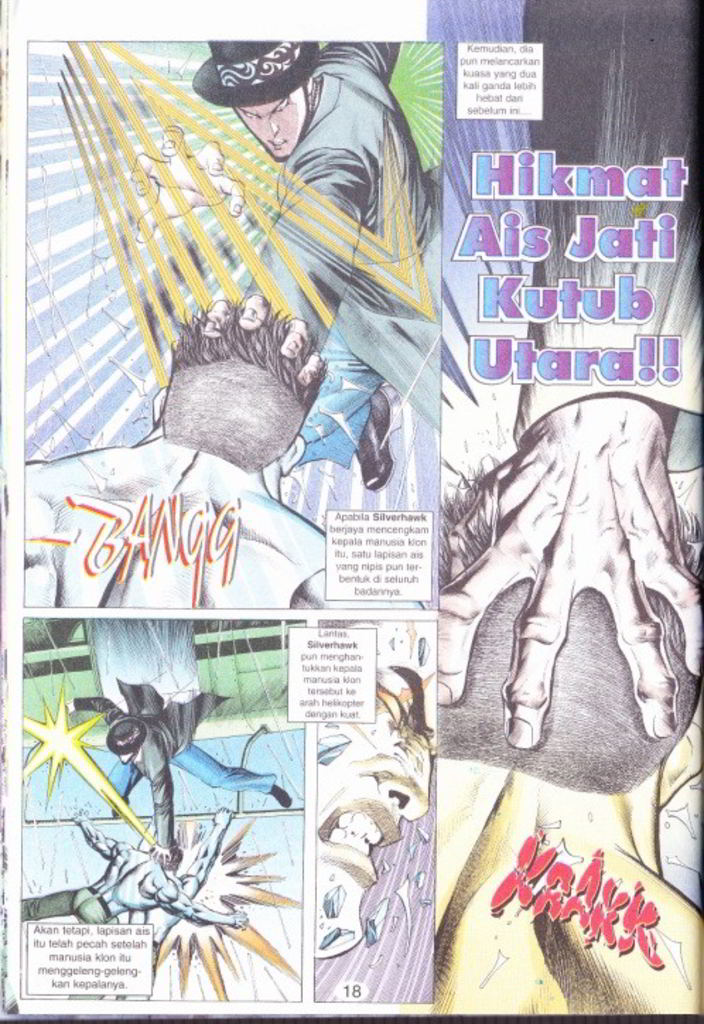 Kemudian, dia
pun melancarkan
kuasa yang dua
kali ganda lebih
hebat dari
sebelum ini....
Hikmat
Ais Jati
Kutub
Utara!!
BANGG
Apabila Silverhawk
berjaya mencengkam
kepala manusia klon
itu, satu lapisan ais
yang nipis pun ter-
bentuk di seluruh
badannya.
Lantas,
Silverhawk
pun menghan-
tukkan kepala
manusia klon
tersebut ke
arah helikopter
dengan kuat.
KRAKK
Akan tetapi, lapisan ais
itu telah pecah setelah
manusia klon itu
menggeleng-geleng-
kan kepalanya.
18